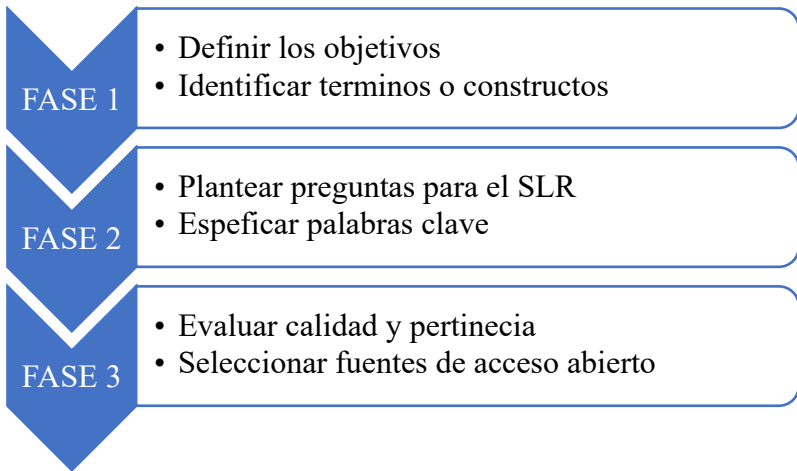 FASE 1
• Definir los objetivos
• Identificar terminos o constructos
FASE 2
• Plantear preguntas para el SLR
• Espeficar palabras clave
FASE 3
• Evaluar calidad y pertinecia
• Seleccionar fuentes de acceso abierto